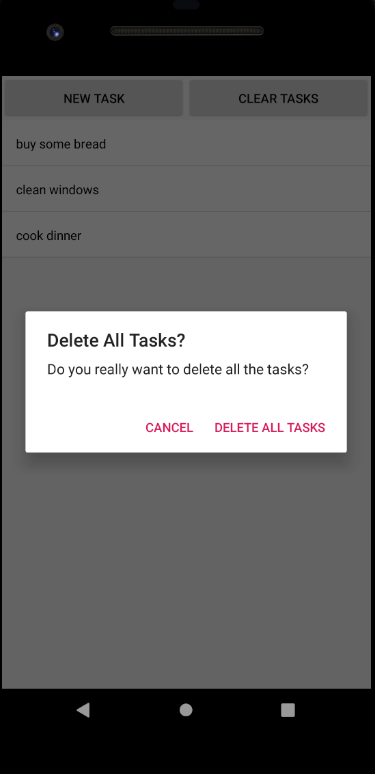 NEW TASK
CLEAR TASKS
buy some bread
clean windows
cook dinner
Delete All Tasks?
Do you really want to delete all the tasks?
CANCEL
DELETE ALL TASKS